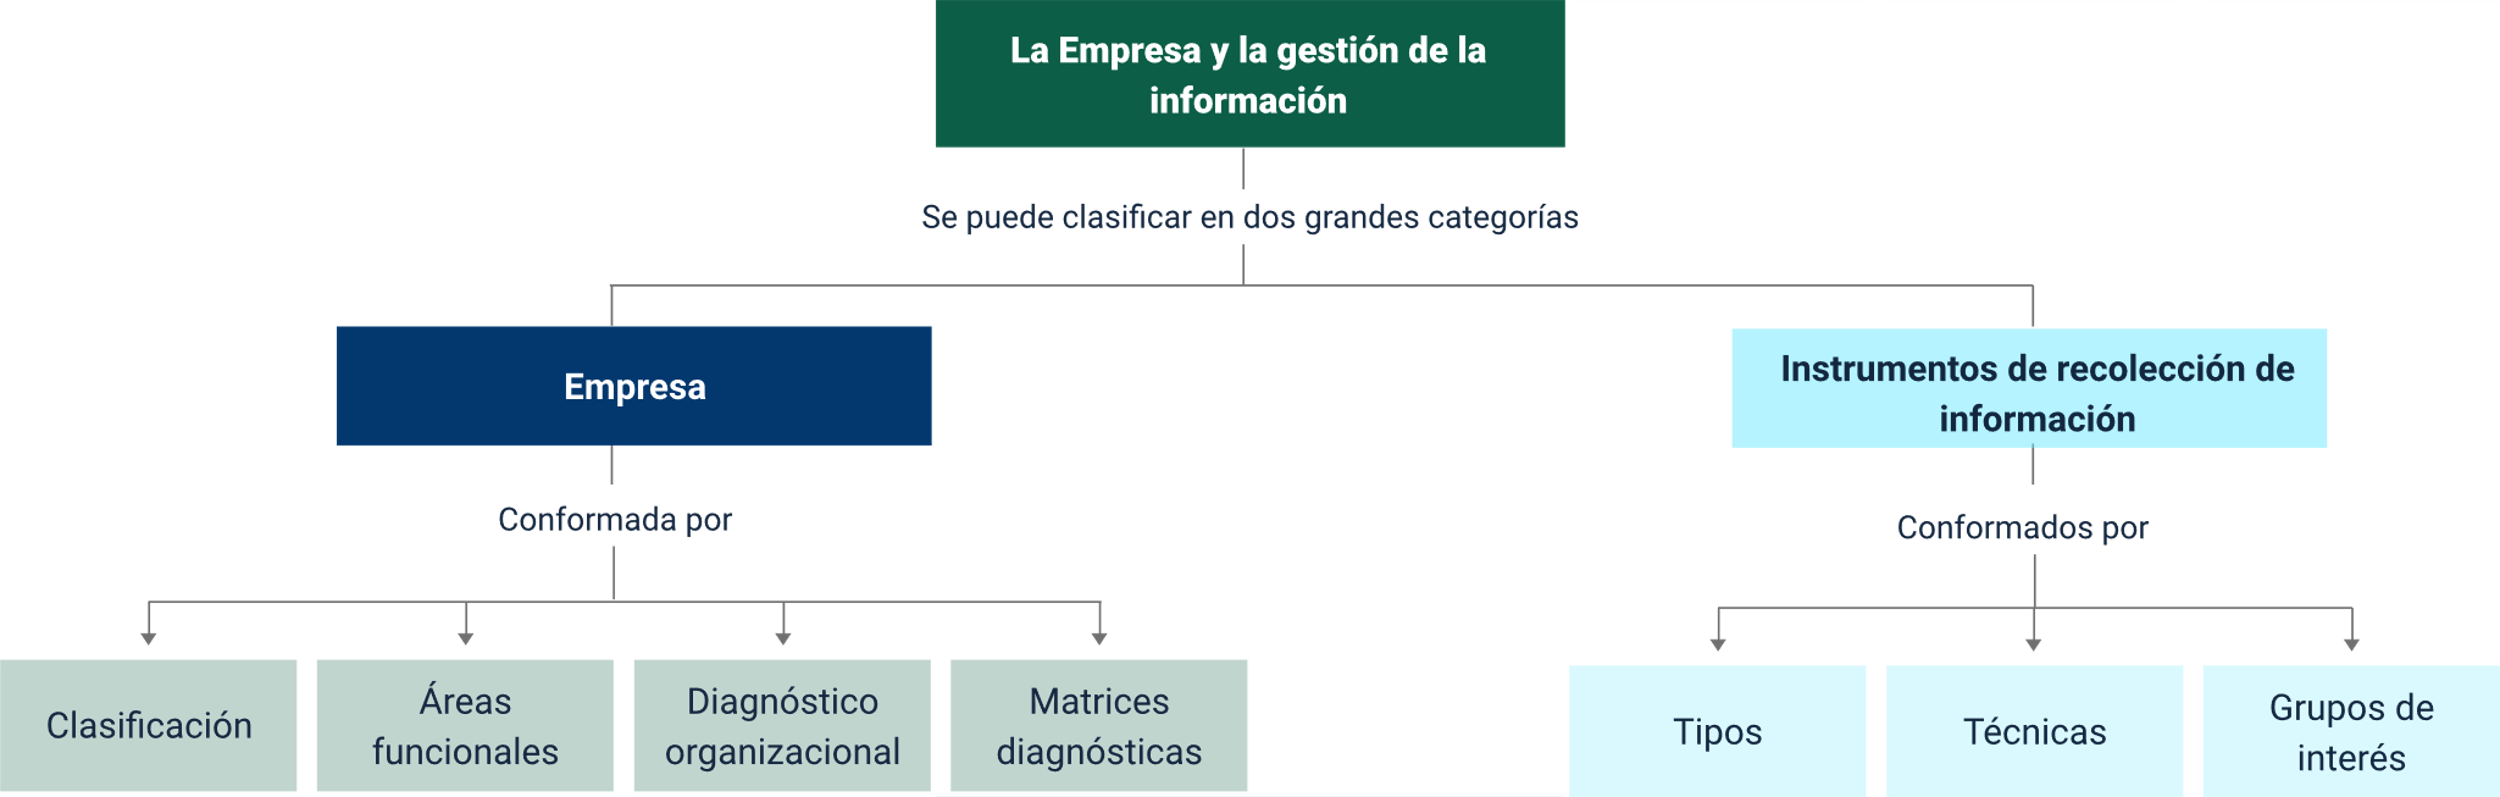 La Empresa y la gestión de la
información
Se puede clasificar en dos grandes categorías
Empresa
Instrumentos de recolección de
información
Conformada por
Conformados por
Clasificación
Áreas
funcionales
Diagnóstico
organizacional
Matrices
diagnósticas
Tipos
Técnicas
Grupos de
interés